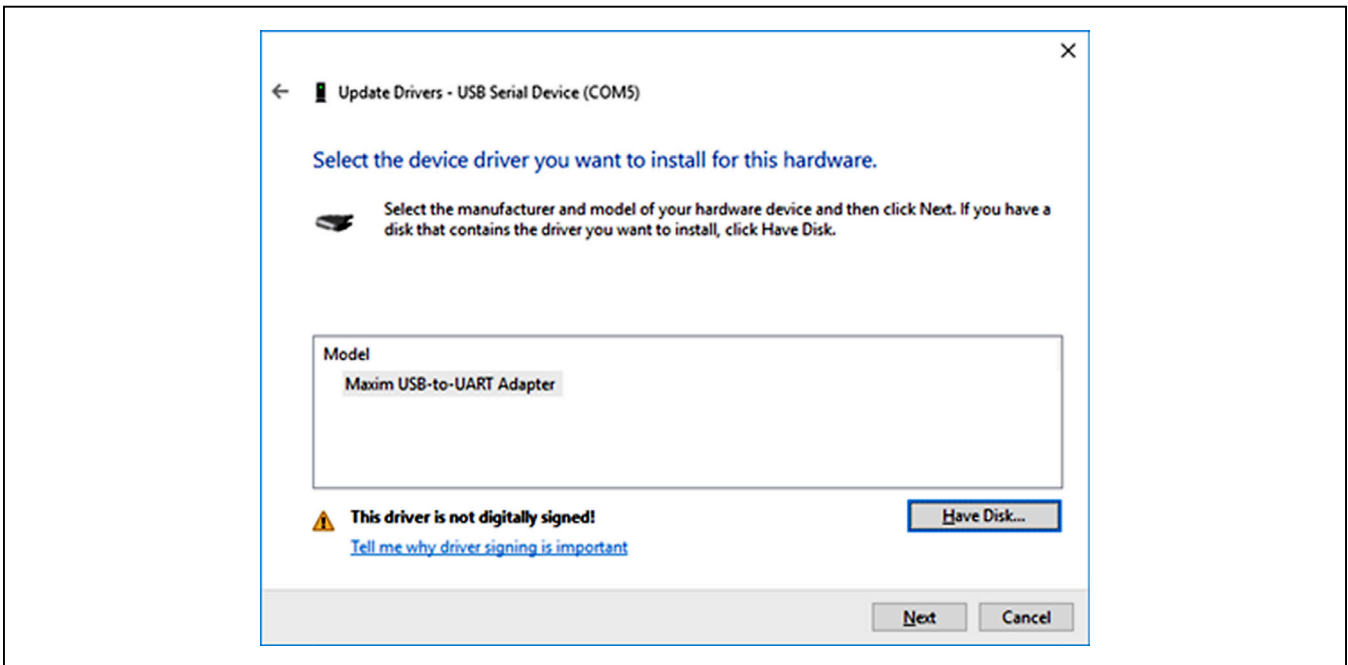 Update Drivers - USB Serial Device (COM5)
Select the device driver you want to install for this hardware.
Select the manufacturer and model of your hardware device and then click Next. If you have a
disk that contains the driver you want to install, click Have Disk.
Model
Maxim USB-to-UART Adapter
This driver is not digitally signed!
Have Disk...
Tell me why driver signing is important
Next
Cancel